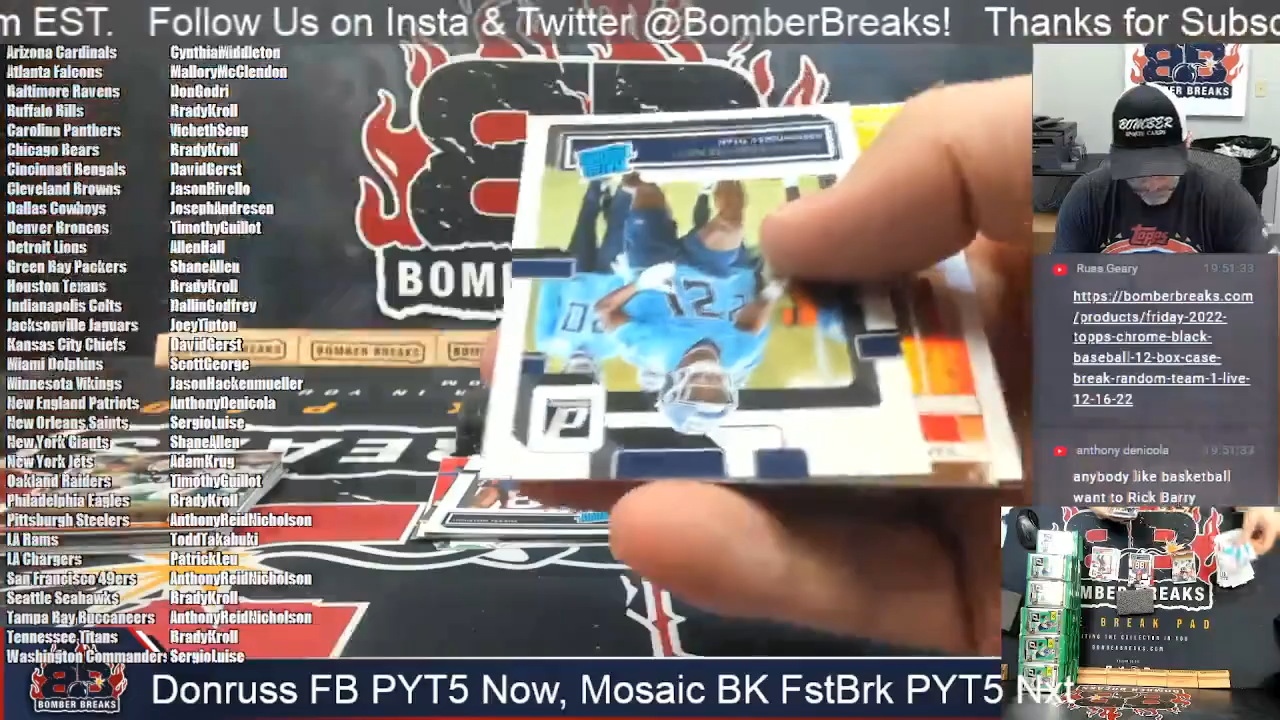 m EST.   Follow Us on Insta & Twitter @BomberBreaks!   Thanks for Subsc
Arizona Cardinals CynthiaMiddleton
Atlanta Falcons MalloryMcClendon
Baltimore Ravens DonGodri
Buffalo Bills BradyKroll
Carolina Panthers VichethSeng
Chicago Bears BradyKroll
Cincinnati Bengals DavidGerst
Cleveland Browns JasonRivello
Dallas Cowboys JosephAndresen
Denver Broncos TimothyGuillot
Detroit Lions AllenHall
Green Bay Packers ShaneAllen
Houston Texans BradyKroll
Indianapolis Colts DallinGodfrey
Jacksonville Jaguars JoeyTipton
Kansas City Chiefs DavidGerst
Miami Dolphins ScottGeorge
Minnesota Vikings JasonHackenmueller
New England Patriots AnthonyDenicola
New Orleans Saints SergioLuise
New York Giants ShaneAllen
New York Jets AdamKrug
Oakland Raiders TimothyGuillot
Philadelphia Eagles BradyKroll
Pittsburgh Steelers AnthonyReidNicholson
LA Rams ToddTakabuki
LA Chargers PatrickLeu
San Francisco 49ers AnthonyReidNicholson
Seattle Seahawks BradyKroll
Tampa Bay Buccaneers AnthonyReidNicholson
Tennessee Titans BradyKroll
Washington Commanders SergioLuise
BOMB
BOMBER BREAKS
BOMBER BREAKS
BOMBER
Topps
Russ Geary 19:51:33
https://bomberbreaks.com
/products/friday-2022-
topps-chrome-black-
baseball-12-box-case-
break-random-team-1-live-
12-16-22
anthony denicola 19:51:33
anybody like basketball
want to Rick Barry
BREAK PAD
BOMBERBREAKS.COM
BOMBER BREAKS
Donruss FB PYT5 Now, Mosaic BK FstBrk PYT5 Nxt